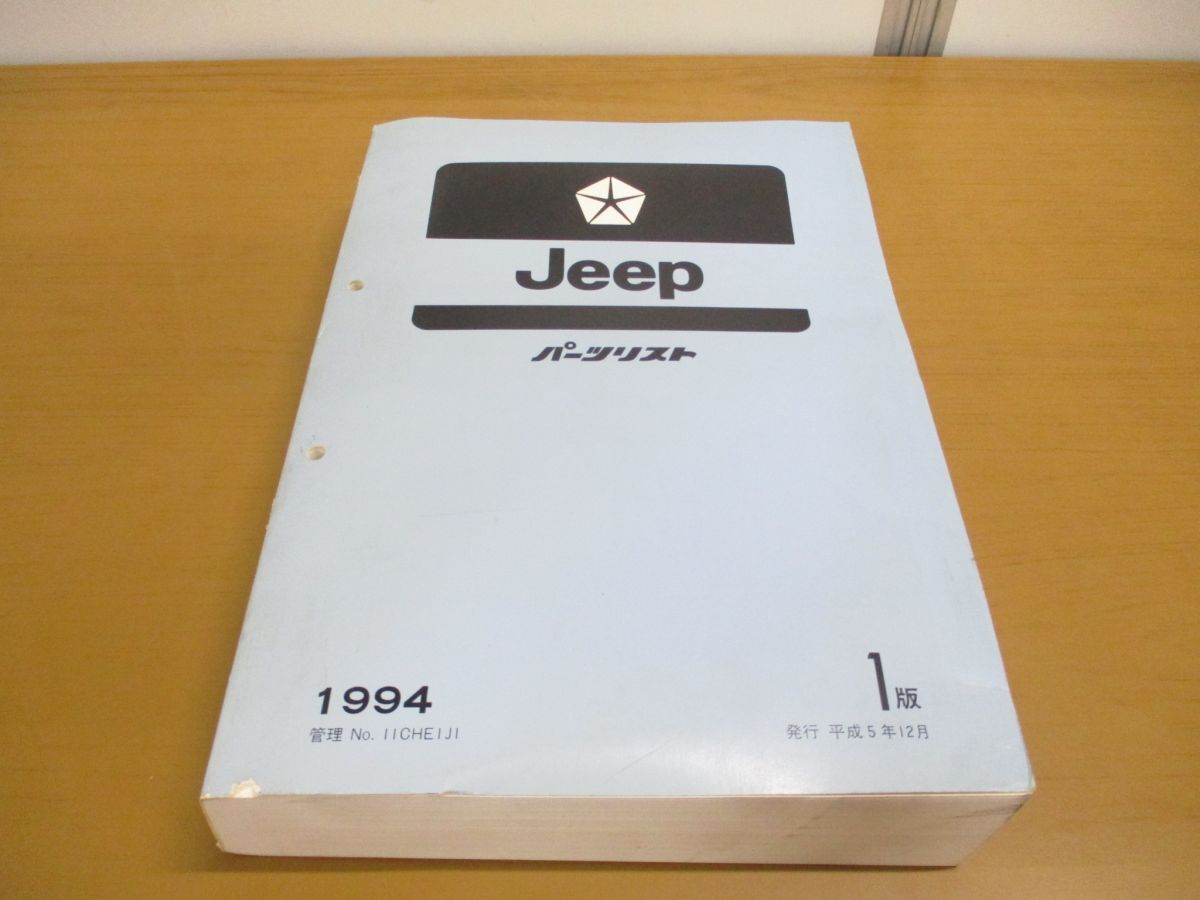 Jeep
パーツリスト
1994
1版
管理 No. 11CHE1J1
発行 平成5年12月